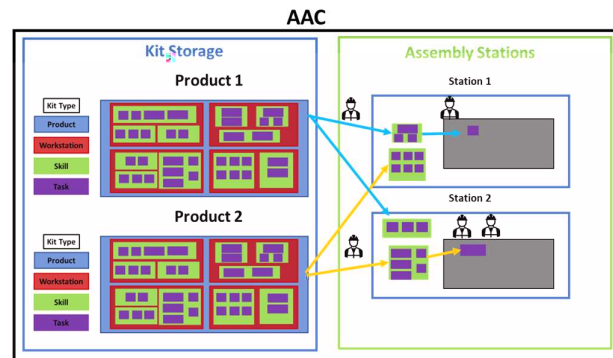 AAC
Kit Storage
Assembly Stations
Product 1
Kit Type
Product
Workstation
Skill
Task
Product 2
Kit Type
Product
Workstation
Skill
Task
Station 1
Station 2